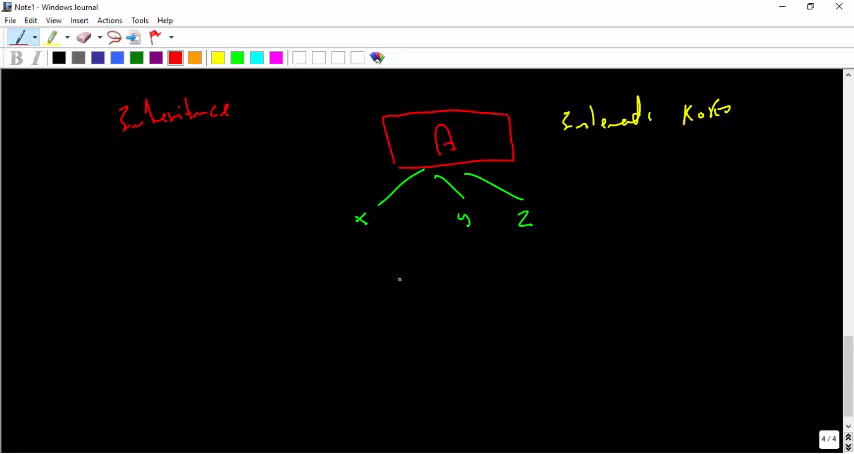 Note1 - Windows Journal
File Edit View Insert Actions Tools Help
B I
Inheritance
A
x y z
4 / 4